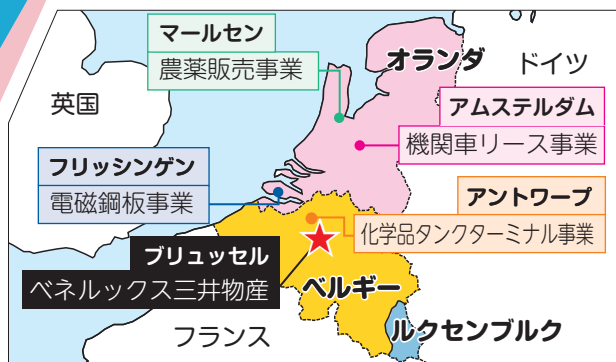 マールセン
農薬販売事業
オランダ
ドイツ
英国
アムステルダム
機関車リース事業
フリッシンゲン
電磁鋼板事業
アントワープ
化学品タンクターミナル事業
ブリュッセル
ベネルックス三井物産
ベルギー
フランス
ルクセンブルク